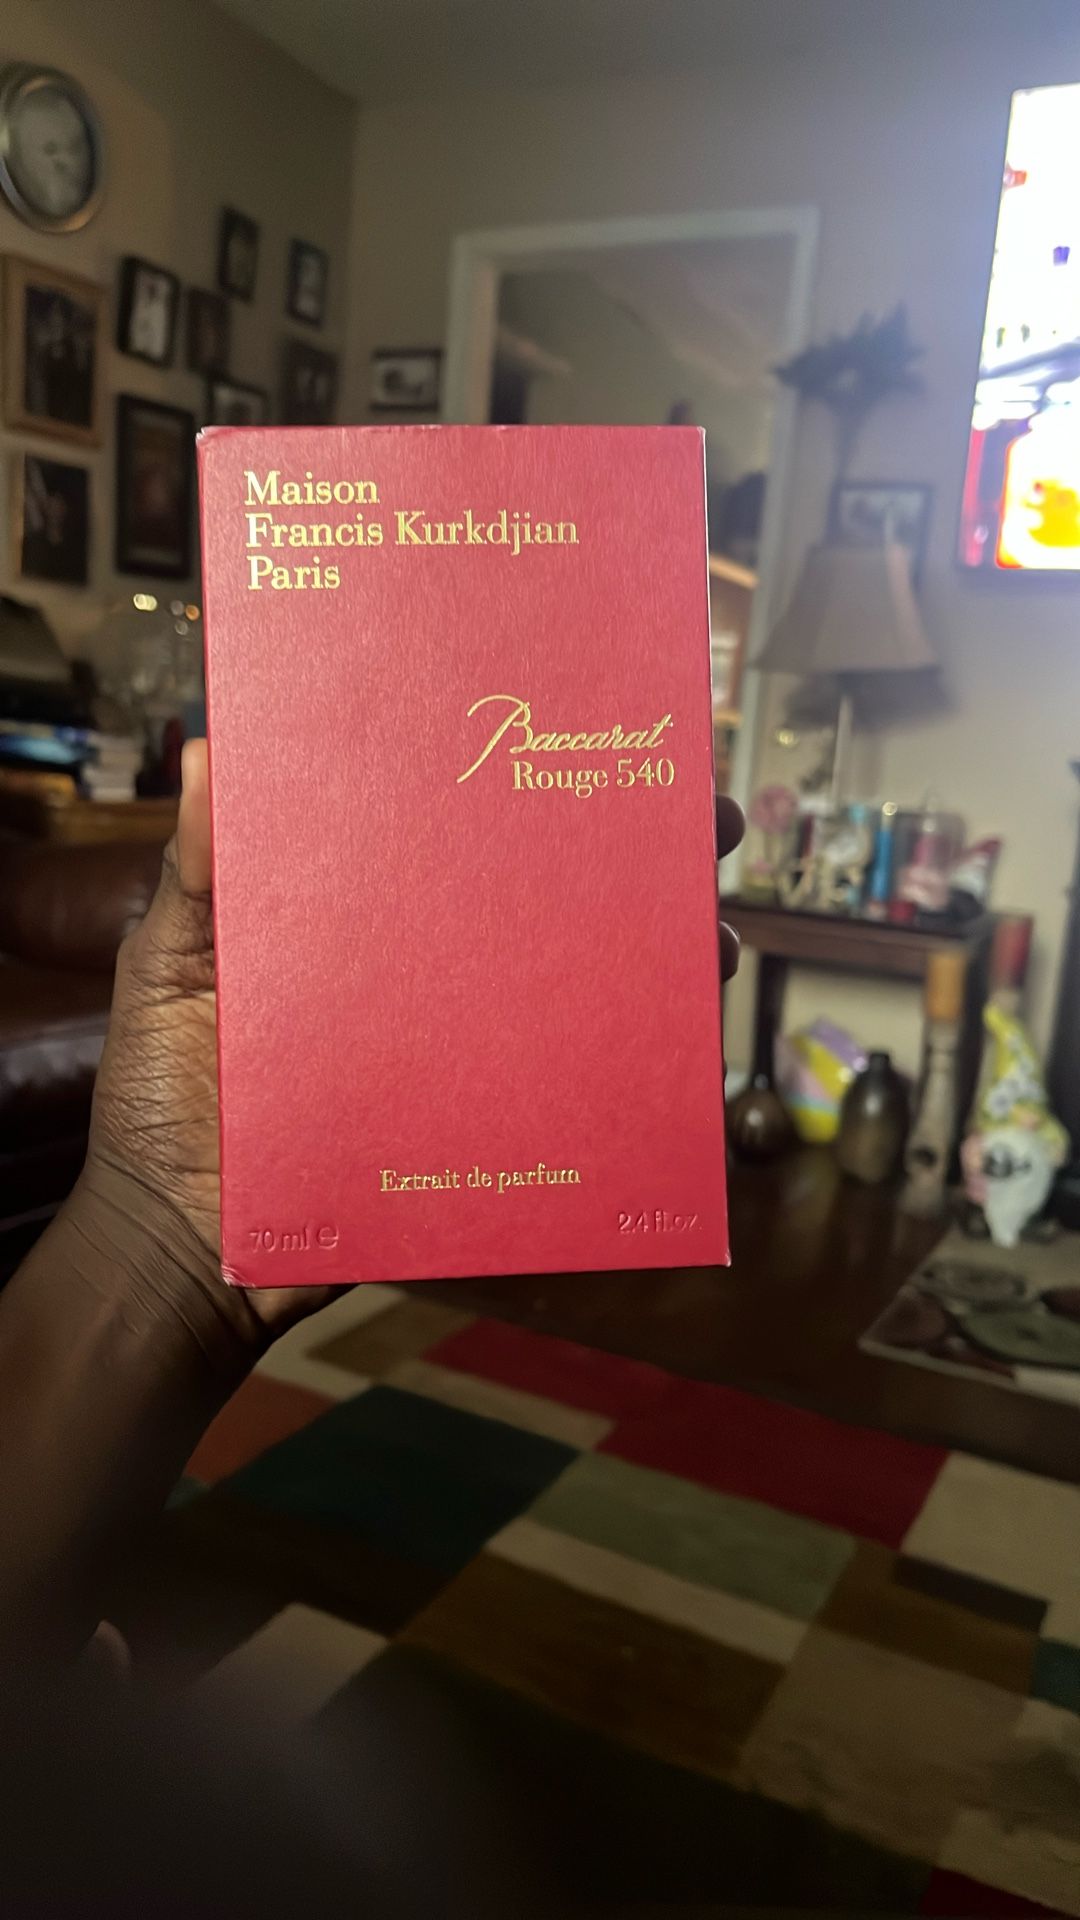 Maison
Francis Kurkdjian
Paris
Baccarat
Rouge 540
Extrait de parfum
70 ml ℮
2.4 fl.oz.